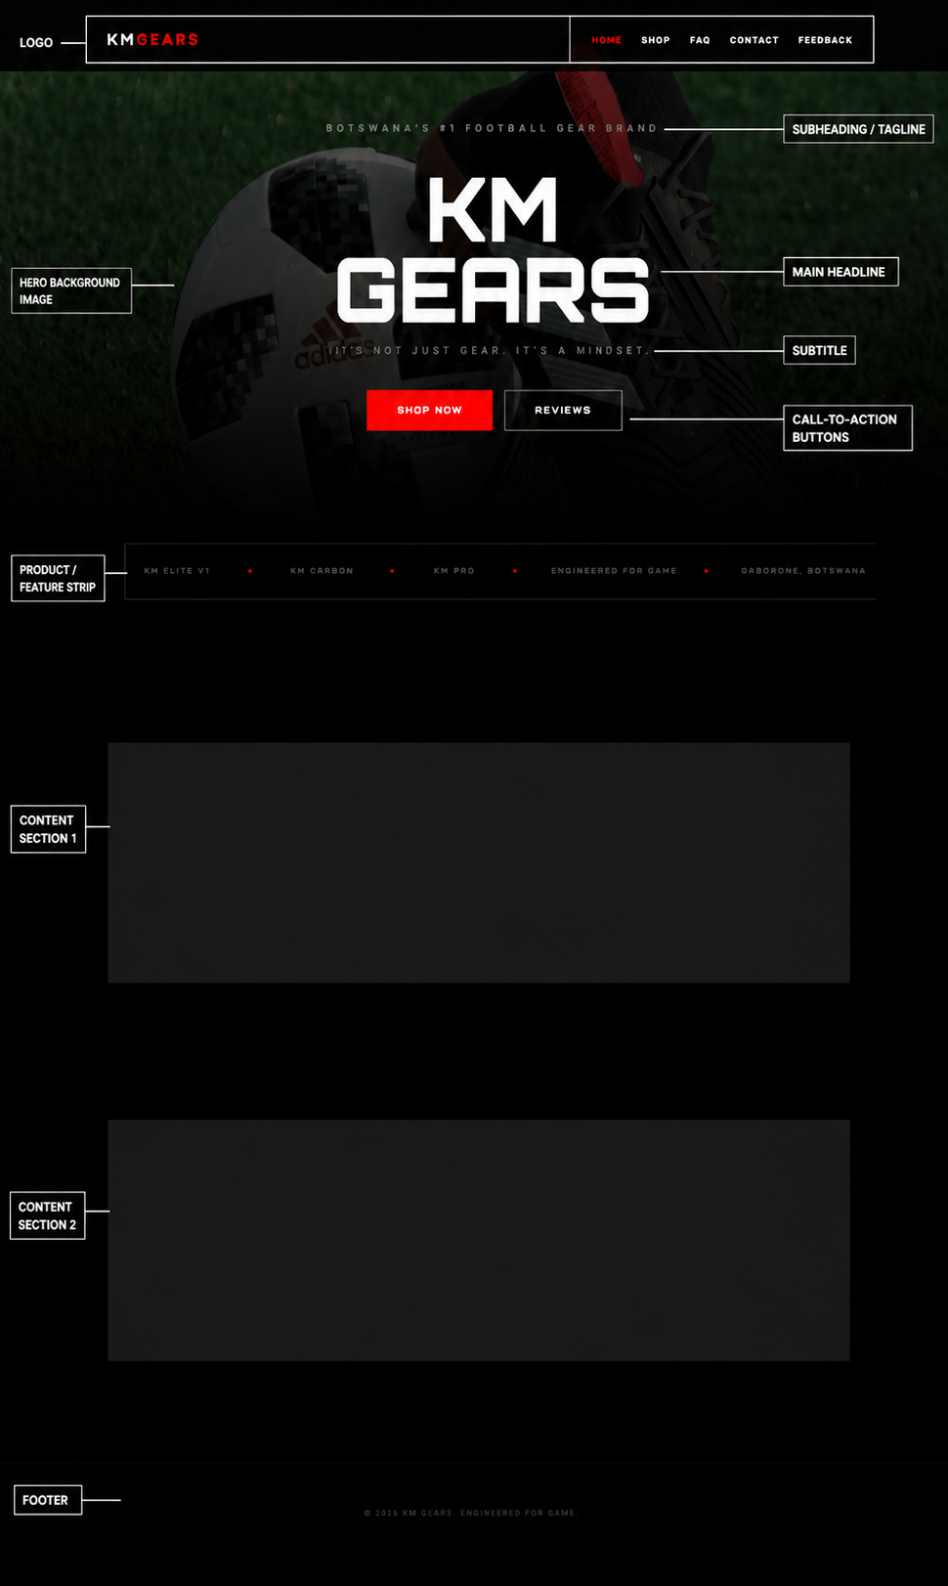 LOGO
KMGEARS
HOME SHOP FAQ CONTACT FEEDBACK
BOTSWANA'S #1 FOOTBALL GEAR BRAND
SUBHEADING / TAGLINE
KM
GEARS
MAIN HEADLINE
HERO BACKGROUND
IMAGE
adidas
IT'S NOT JUST GEAR. IT'S A MINDSET.
SUBTITLE
SHOP NOW
REVIEWS
CALL-TO-ACTION
BUTTONS
PRODUCT /
FEATURE STRIP
KM ELITE V1 • KM CARBON • KM PRO • ENGINEERED FOR GAME • GABORONE, BOTSWANA
CONTENT
SECTION 1
CONTENT
SECTION 2
FOOTER
© 2026 KM GEARS. ENGINEERED FOR GAME.